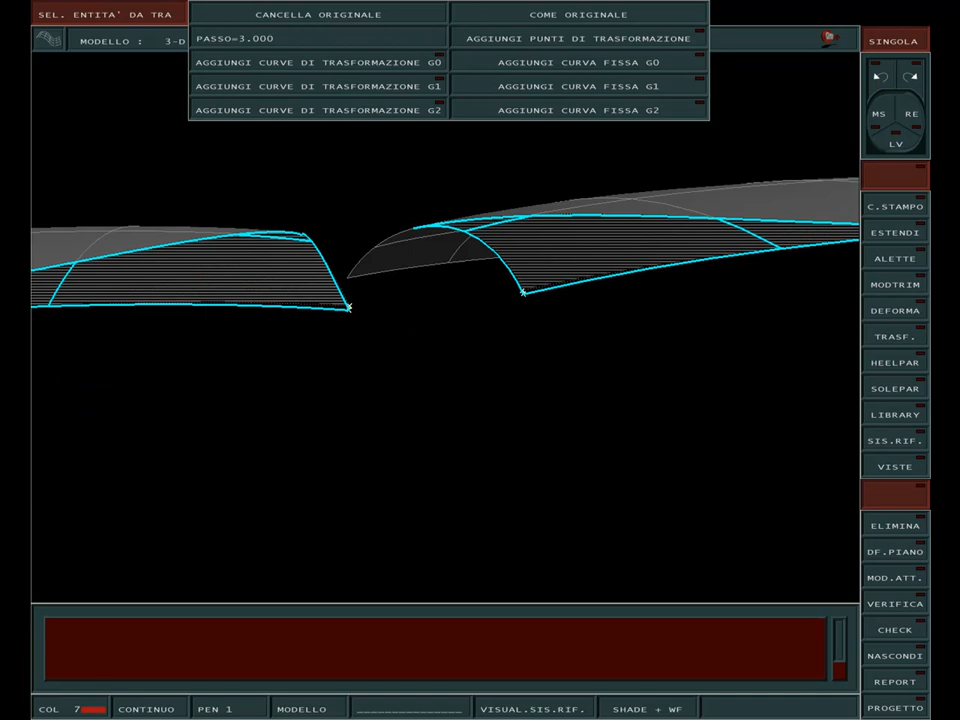 SEL. ENTITA' DA TRA
CANCELLA ORIGINALE
COME ORIGINALE
MODELLO : 3-D
PASSO=3.000
AGGIUNGI PUNTI DI TRASFORMAZIONE
SINGOLA
AGGIUNGI CURVE DI TRASFORMAZIONE G0
AGGIUNGI CURVA FISSA G0
AGGIUNGI CURVE DI TRASFORMAZIONE G1
AGGIUNGI CURVA FISSA G1
AGGIUNGI CURVE DI TRASFORMAZIONE G2
AGGIUNGI CURVA FISSA G2
MS RE
LV
C.STAMPO
ESTENDI
ALETTE
MODTRIM
DEFORMA
TRASF.
HEELPAR
SOLEPAR
LIBRARY
SIS.RIF.
VISTE
ELIMINA
DF.PIANO
MOD.ATT.
VERIFICA
CHECK
NASCONDI
REPORT
PROGETTO
COL 7
CONTINUO
PEN 1
MODELLO
_______________
VISUAL.SIS.RIF.
SHADE + WF